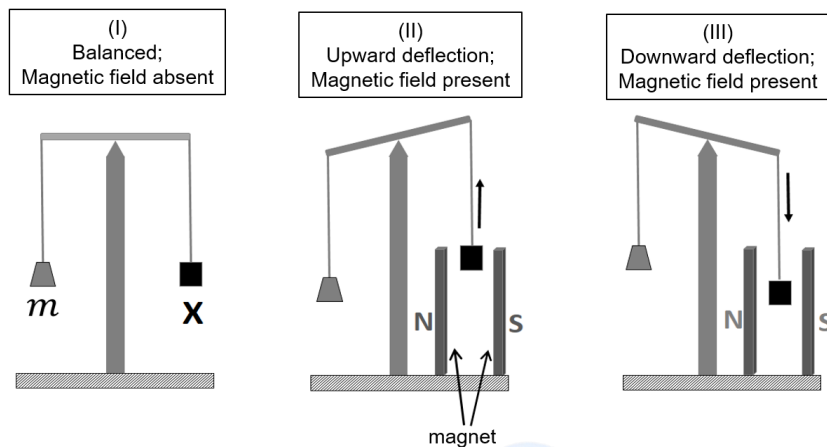 (I)
Balanced;
Magnetic field absent
(II)
Upward deflection;
Magnetic field present
(III)
Downward deflection;
Magnetic field present
m
X
N
S
N
S
magnet